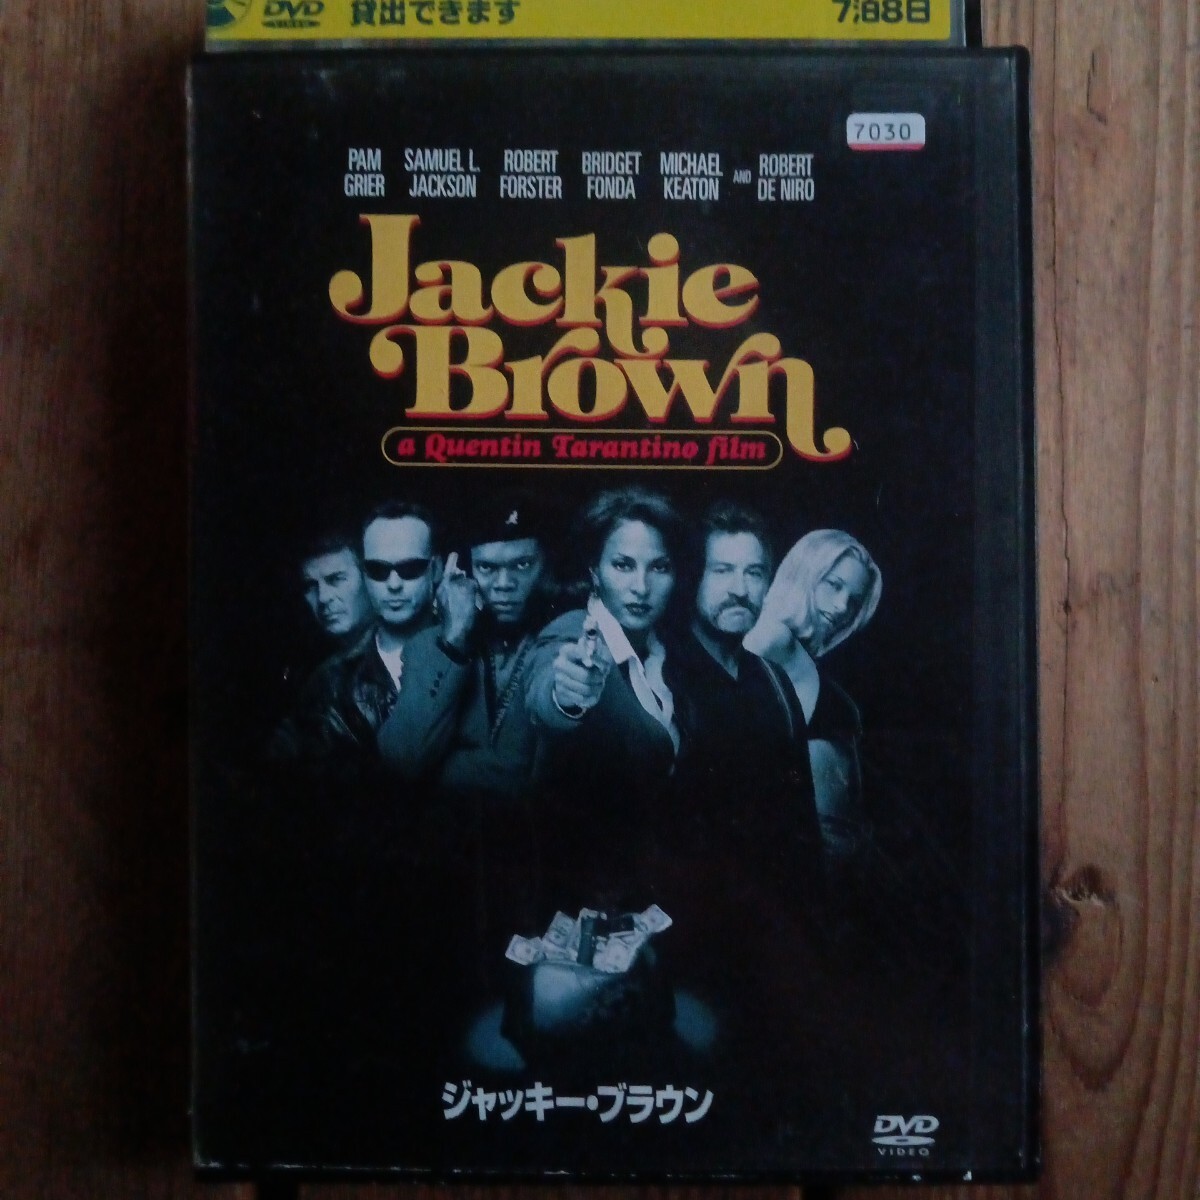 DVD VIDEO 貸出できます 7泊8日
7030
PAM GRIER SAMUEL L. JACKSON ROBERT FORSTER BRIDGET FONDA MICHAEL KEATON AND ROBERT DE NIRO
Jackie
Brown
a Quentin Tarantino film
ジャッキー・ブラウン
DVD
VIDEO